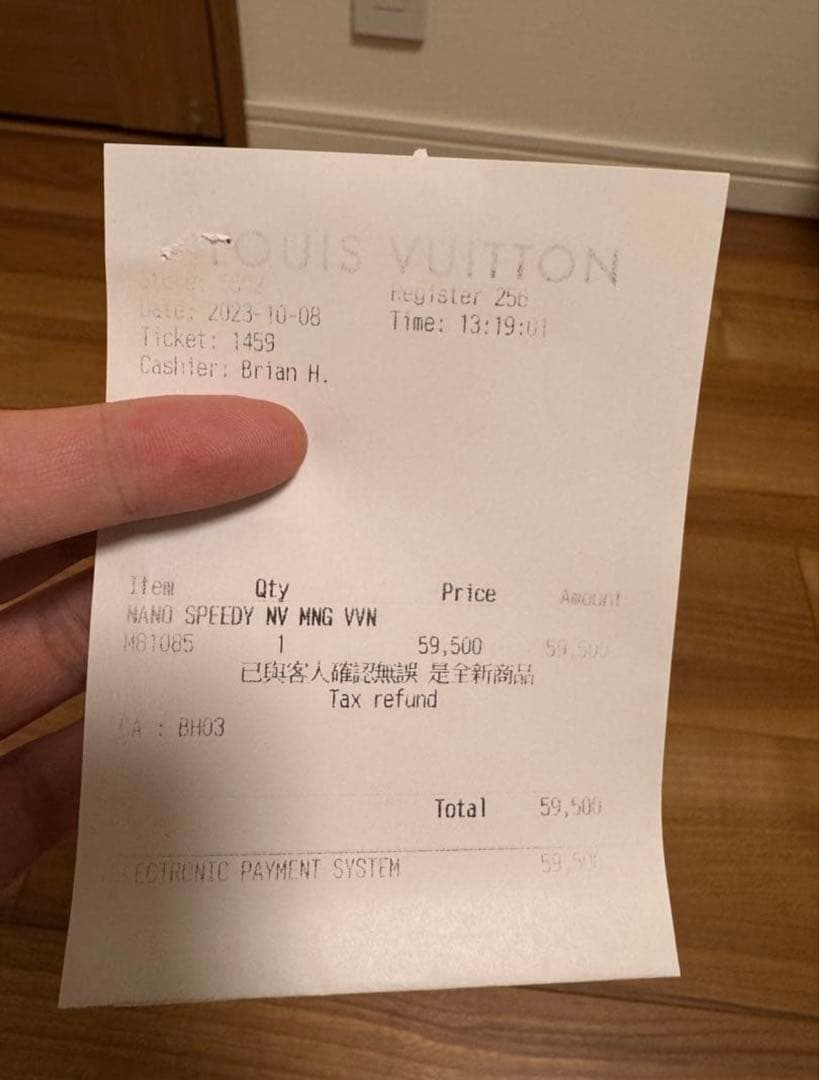 LOUIS VUITTON
Register 256
Date: 2023-10-08 Time: 13:19:01
Ticket: 1459
Cashier: Brian H.
Item Qty Price Amount
NANO SPEEDY NV MNG VVN
M81085 1 59,500 59,500
已與客人確認無誤 是全新商品
Tax refund
CA : BH03
Total 59,500
ELECTRONIC PAYMENT SYSTEM 59,500